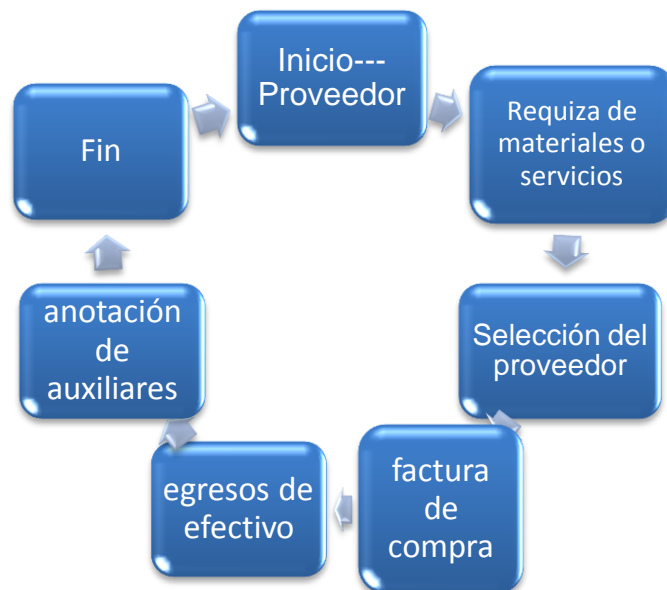 Inicio---
Proveedor
Requiza de
materiales o
servicios
Selección del
proveedor
factura
de
compra
egresos de
efectivo
anotación
de
auxiliares
Fin